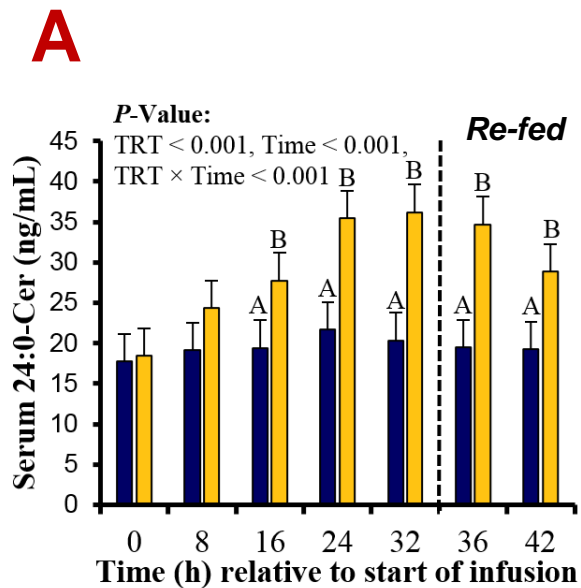 A
P-Value:
TRT < 0.001, Time < 0.001,
TRT × Time < 0.001
Re-fed
Serum 24:0-Cer (ng/mL)
45
40
35
30
25
20
15
10
5
0
A B
A B
A B
A B
A B
0 8 16 24 32 36 42
Time (h) relative to start of infusion